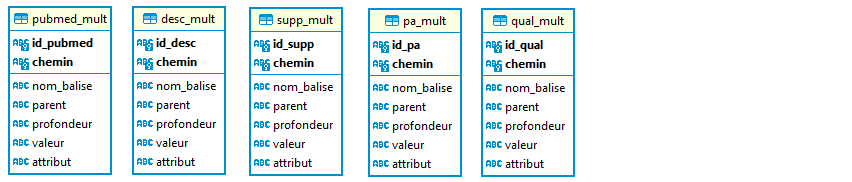 pubmed_mult
id_pubmed
chemin
nom_balise
parent
profondeur
valeur
attribut
desc_mult
id_desc
chemin
nom_balise
parent
profondeur
valeur
attribut
supp_mult
id_supp
chemin
nom_balise
parent
profondeur
valeur
attribut
pa_mult
id_pa
chemin
nom_balise
parent
profondeur
valeur
attribut
qual_mult
id_qual
chemin
nom_balise
parent
profondeur
valeur
attribut